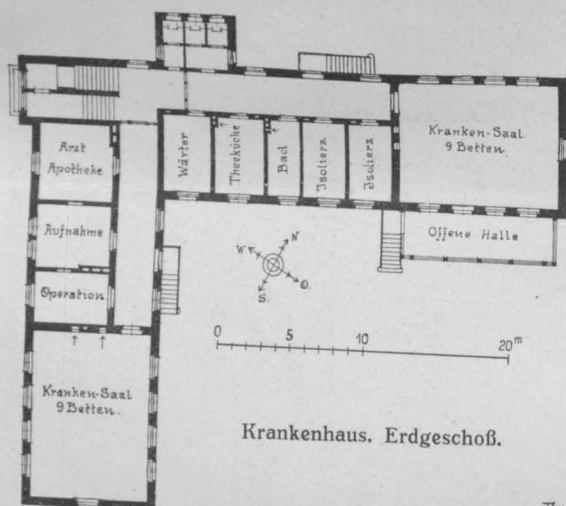 Kranken-Saal
9 Betten
Arzt
Apotheke
Wärter
Theeküche
Bad
Isolierz.
Isolierz.
Offene Halle
Aufnahme
W
N
S.
O.
Operation
0
5
10
20 m
Kranken-Saal
9 Betten.
Krankenhaus. Erdgeschoß.